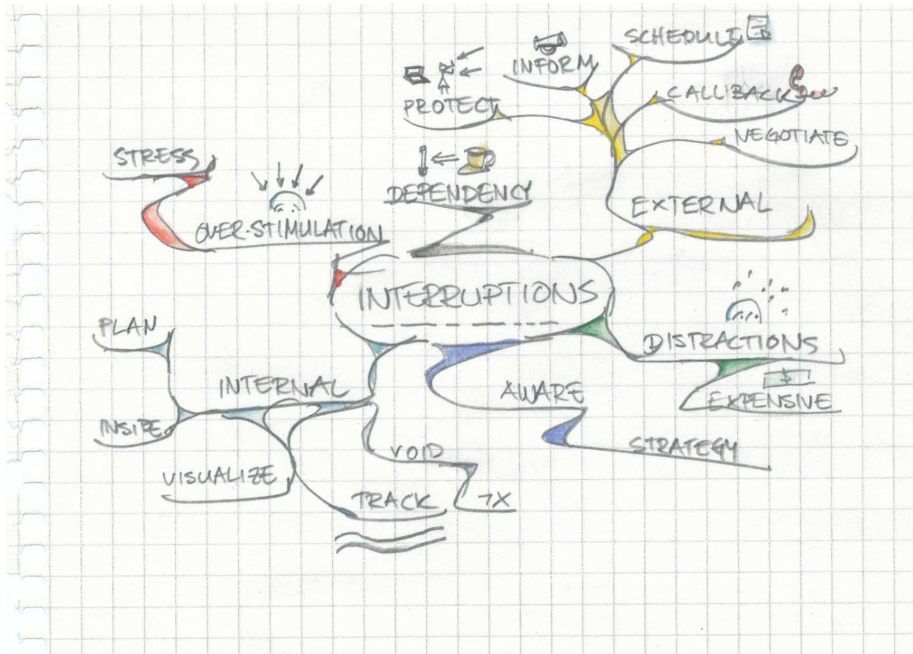 SCHEDULE
INFORM
CALLBACK
PROTECT
NEGOTIATE
STRESS
DEPENDENCY
EXTERNAL
OVER-STIMULATION
INTERRUPTIONS
PLAN
DISTRACTIONS
INTERNAL
AWARE
$
EXPENSIVE
INSIPE
VOID
STRATEGY
VISUALIZE
TRACK
7X